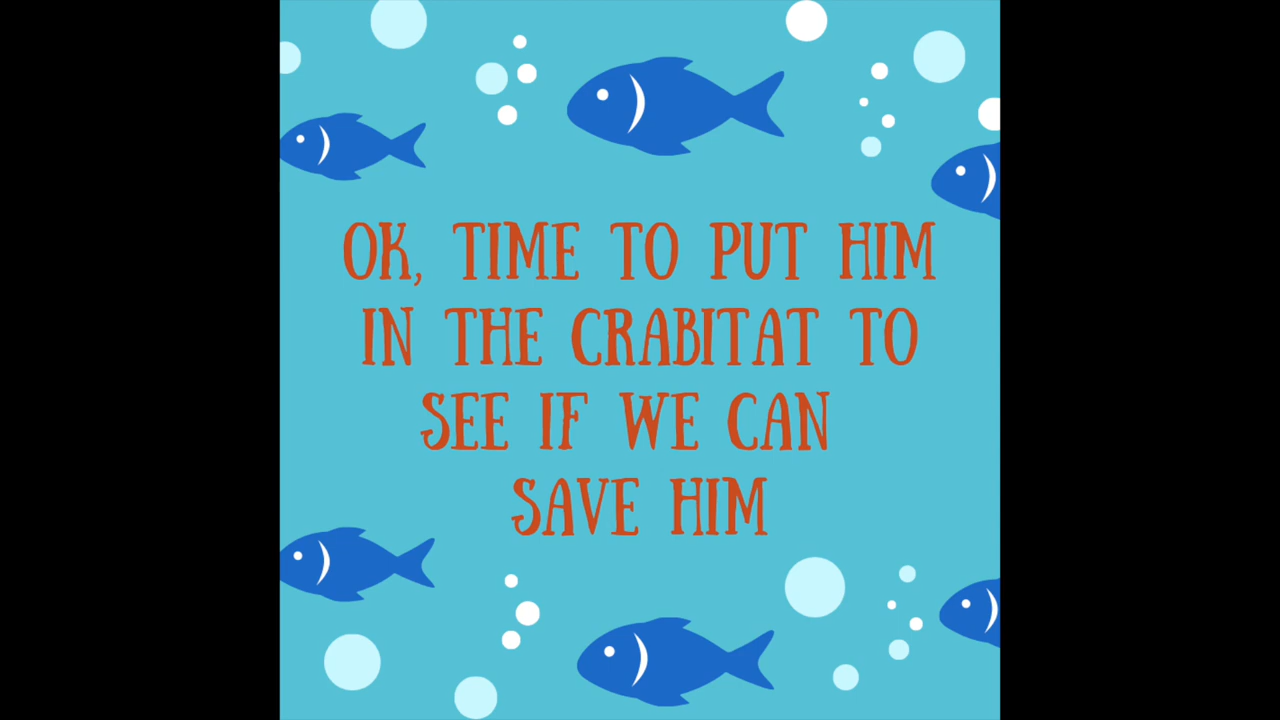 OK, TIME TO PUT HIM
IN THE CRABITAT TO
SEE IF WE CAN
SAVE HIM